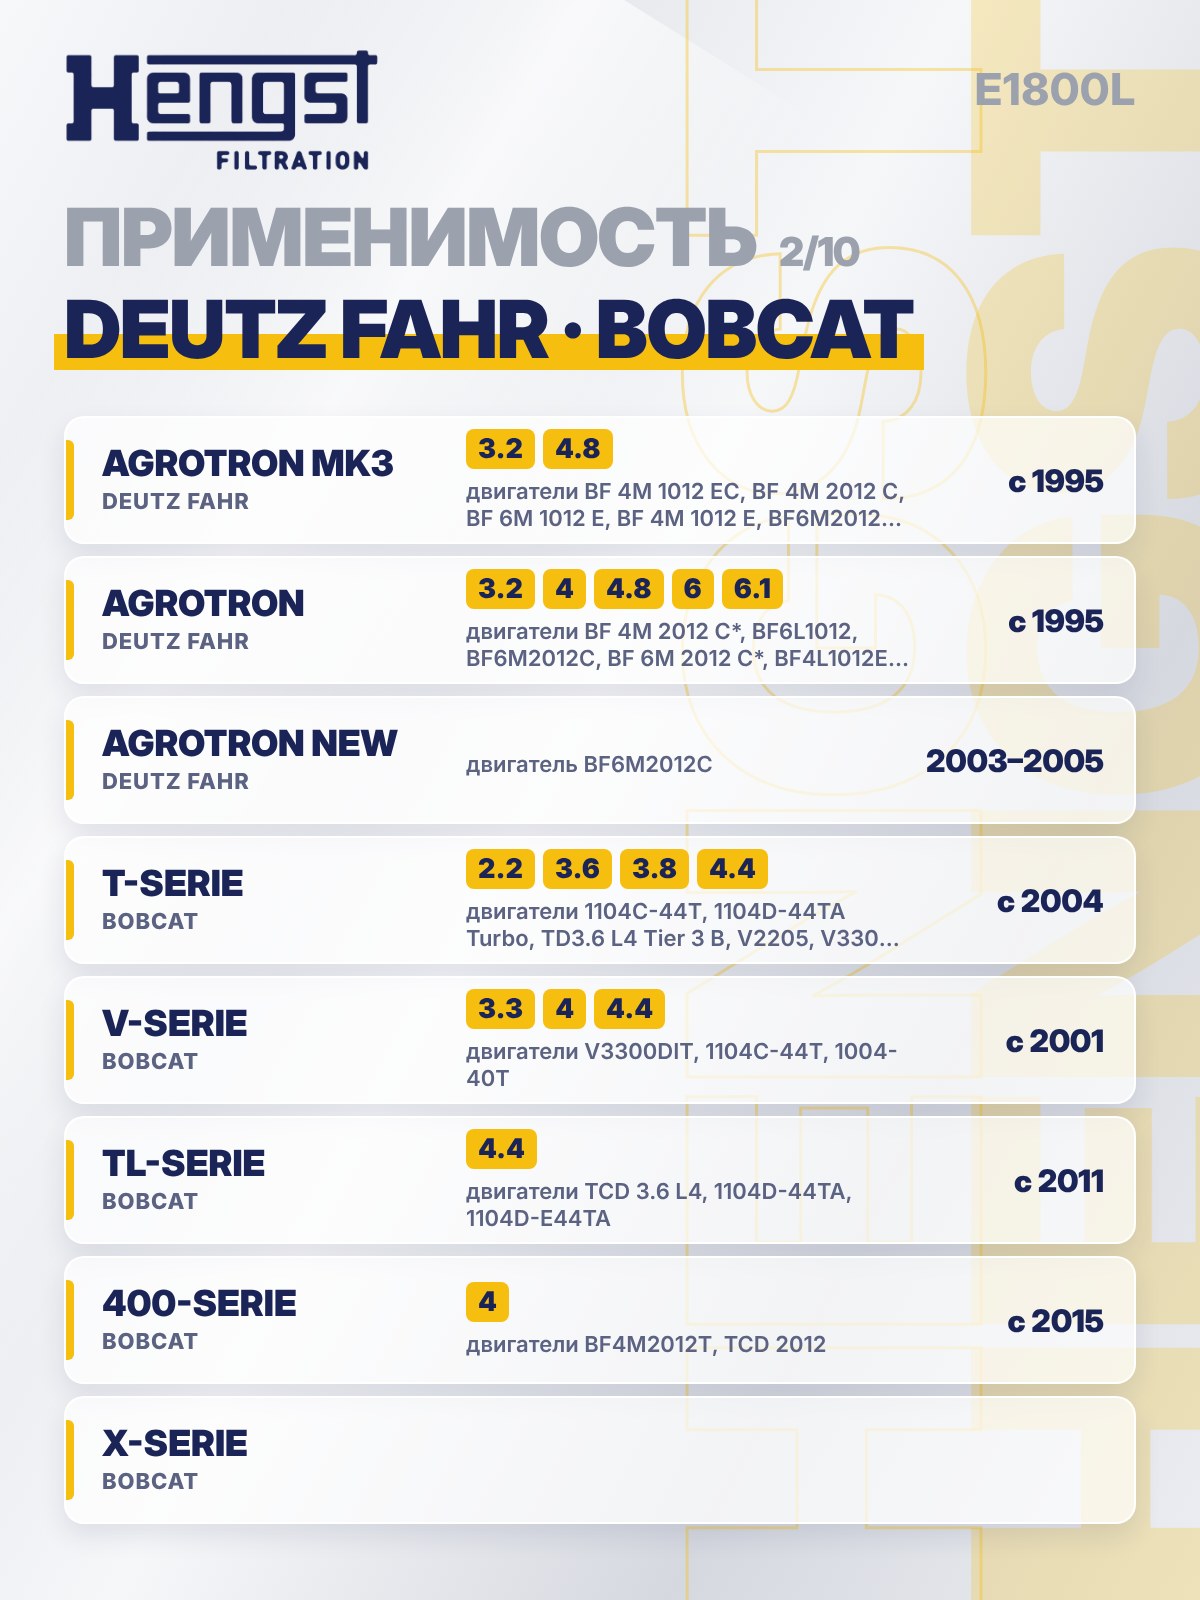 Hengst
FILTRATION
E1800L
ПРИМЕНИМОСТЬ 2/10
DEUTZ FAHR · BOBCAT
AGROTRON MK3
DEUTZ FAHR
3.2 4.8
двигатели BF 4M 1012 EC, BF 4M 2012 C,
BF 6M 1012 E, BF 4M 1012 E, BF6M2012...
с 1995
AGROTRON
DEUTZ FAHR
3.2 4 4.8 6 6.1
двигатели BF 4M 2012 C*, BF6L1012,
BF6M2012C, BF 6M 2012 C*, BF4L1012E...
с 1995
AGROTRON NEW
DEUTZ FAHR
двигатель BF6M2012C
2003–2005
T-SERIE
BOBCAT
2.2 3.6 3.8 4.4
двигатели 1104C-44T, 1104D-44TA
Turbo, TD3.6 L4 Tier 3 B, V2205, V330...
с 2004
V-SERIE
BOBCAT
3.3 4 4.4
двигатели V3300DIT, 1104C-44T, 1004-
40T
с 2001
TL-SERIE
BOBCAT
4.4
двигатели TCD 3.6 L4, 1104D-44TA,
1104D-E44TA
с 2011
400-SERIE
BOBCAT
4
двигатели BF4M2012T, TCD 2012
с 2015
X-SERIE
BOBCAT
HENGST